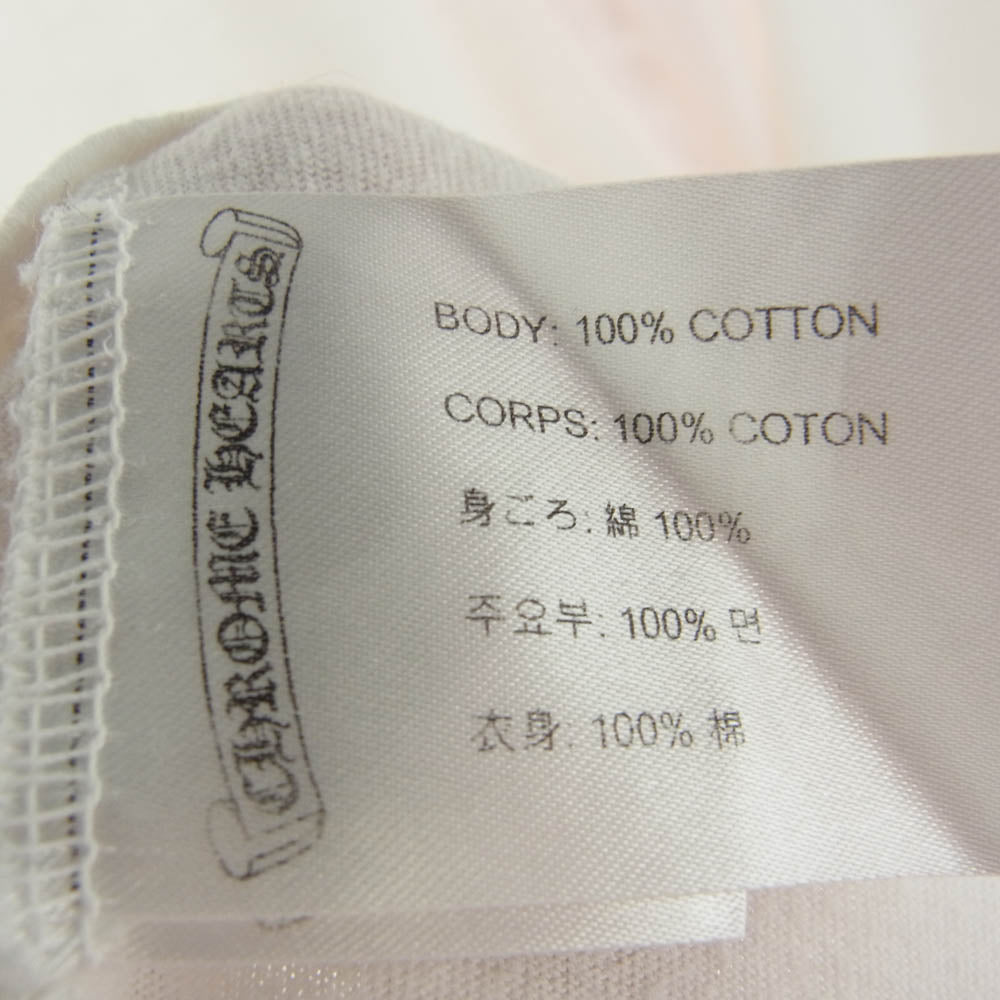 CHROME HEARTS
BODY: 100% COTTON
CORPS: 100% COTON
身ごろ: 綿 100%
주요부: 100% 면
衣身: 100% 棉